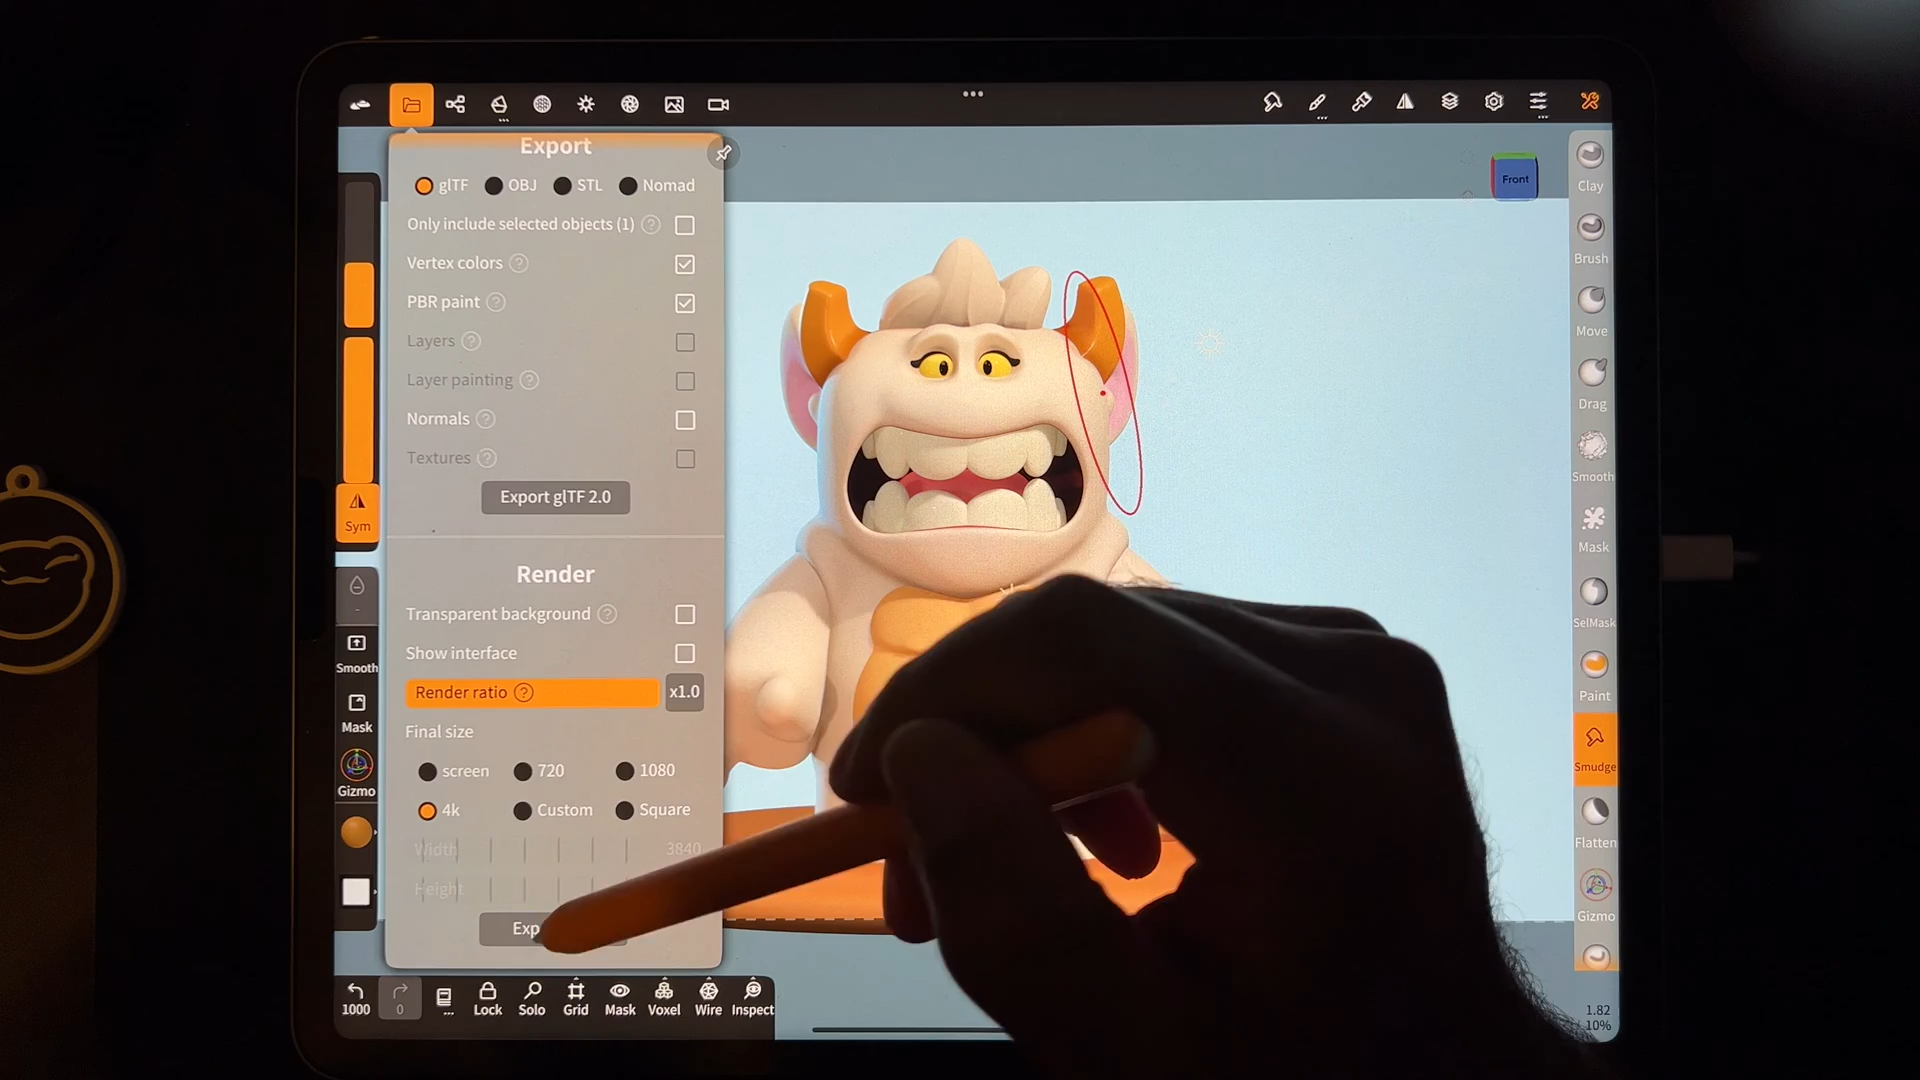 Export
glTF OBJ STL Nomad
Only include selected objects (1) ?
Vertex colors ?
PBR paint ?
Layers ?
Layer painting ?
Normals ?
Textures ?
Export glTF 2.0
Render
Transparent background ?
Show interface
Render ratio ? x1.0
Final size
screen 720 1080
4k Custom Square
Width 3840
Height
Sym
-
Smooth
Mask
Gizmo
1000
0
...
Lock
Solo
Grid
Mask
Voxel
Wire
Inspect
Front
Clay
Brush
Move
Drag
Smooth
Mask
SelMask
Paint
Smudge
Flatten
Gizmo
1.82
10%